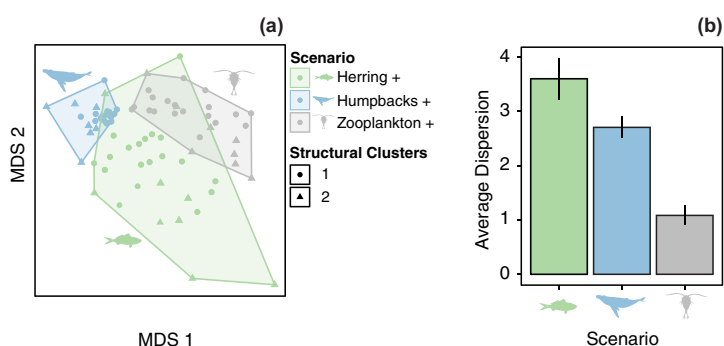 (a)
MDS 2
MDS 1
Scenario
Herring +
Humpbacks +
Zooplankton +
Structural Clusters
1
2
(b)
Average Dispersion
4
3
2
1
0
Scenario